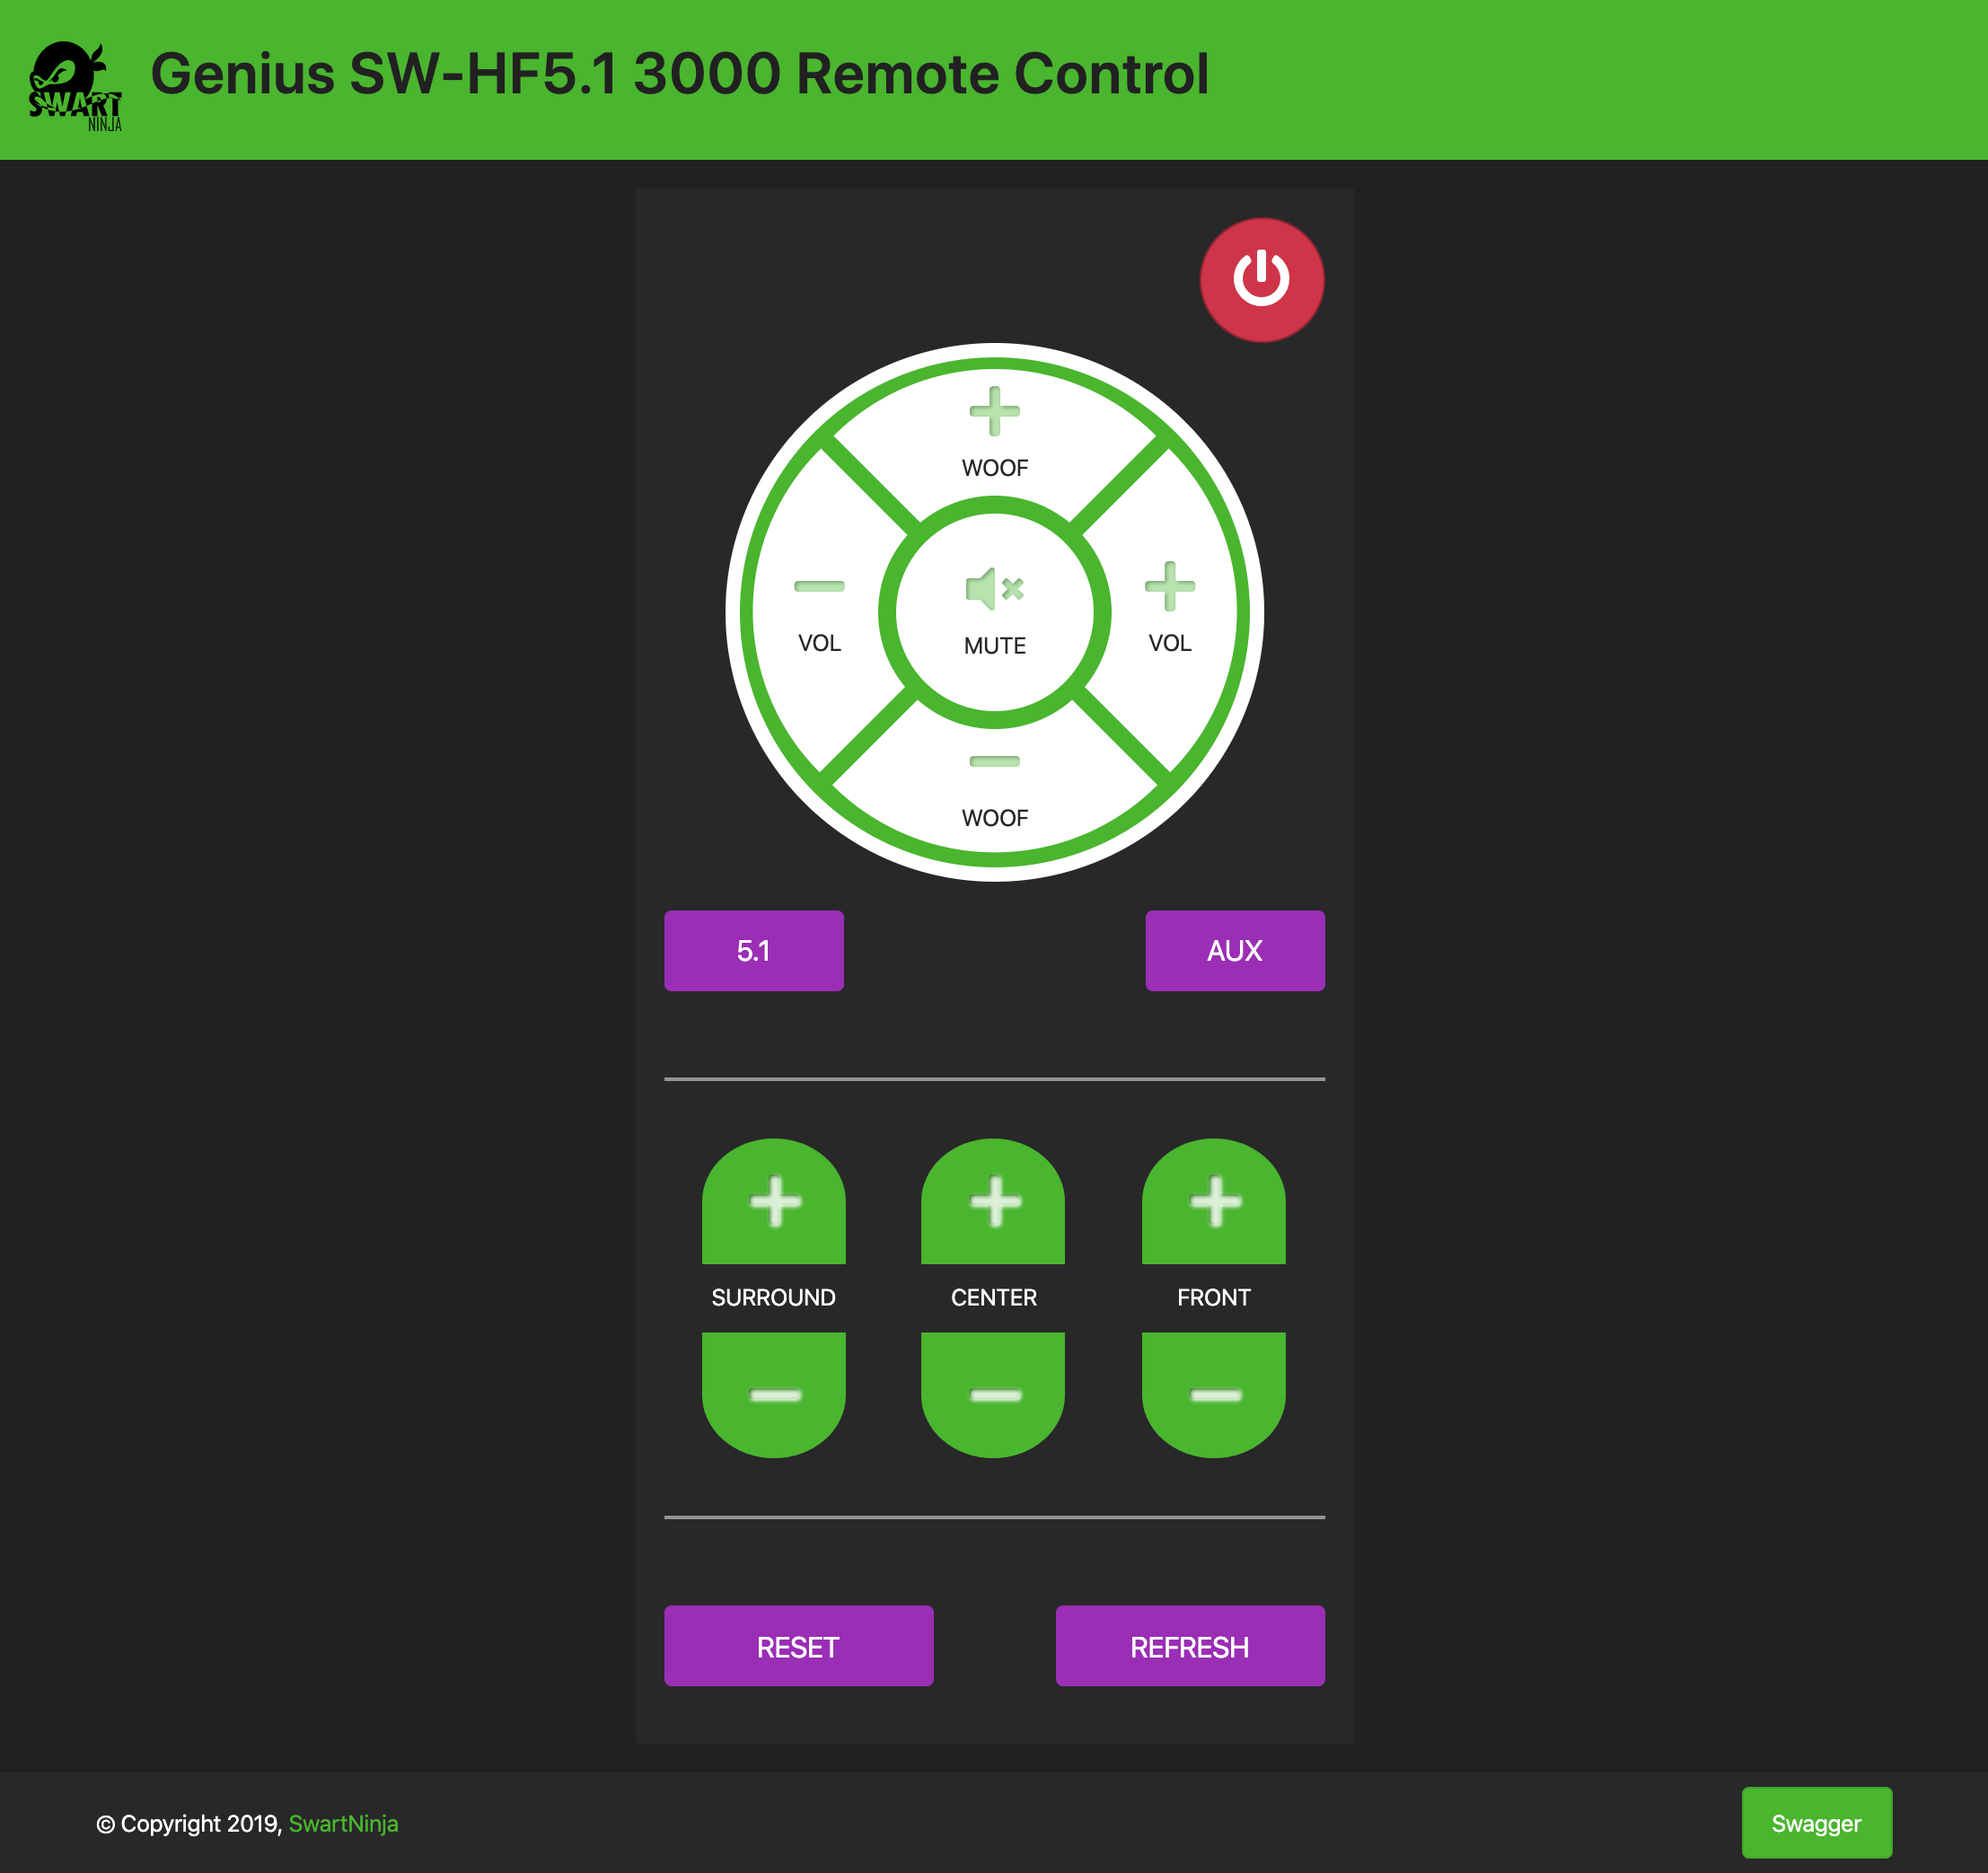 SWART
NINJA
Genius SW-HF5.1 3000 Remote Control
WOOF
VOL
MUTE
VOL
WOOF
5.1
AUX
SURROUND
CENTER
FRONT
RESET
REFRESH
© Copyright 2019, SwartNinja
Swagger